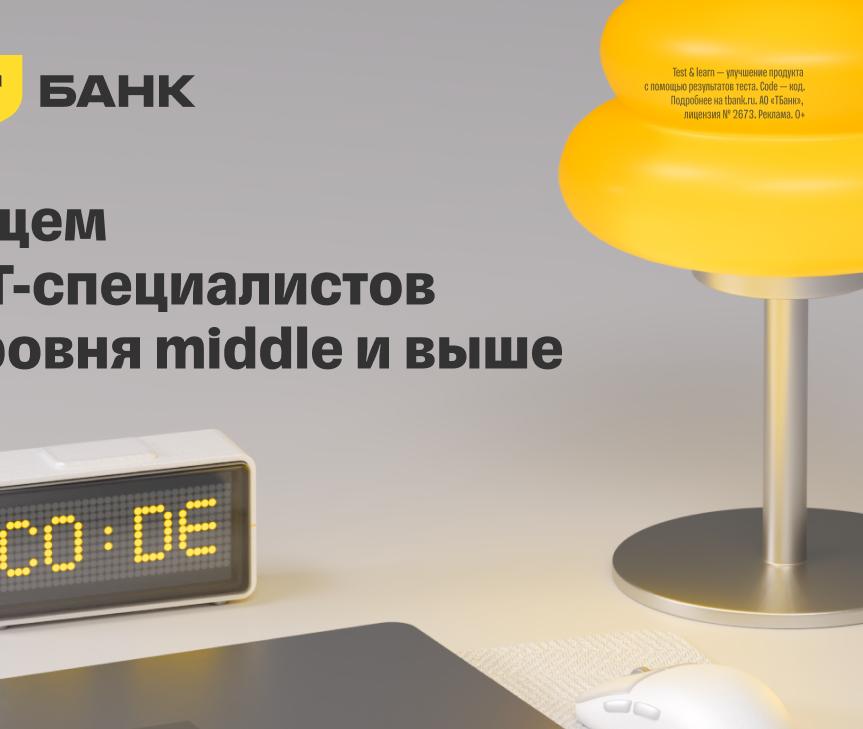 БАНК
Test & learn — улучшение продукта
с помощью результатов теста. Code — код.
Подробнее на tbank.ru. АО «ТБанк»,
лицензия № 2673. Реклама. 0+
щем
Т-специалистов
ровня middle и выше
CO:DE